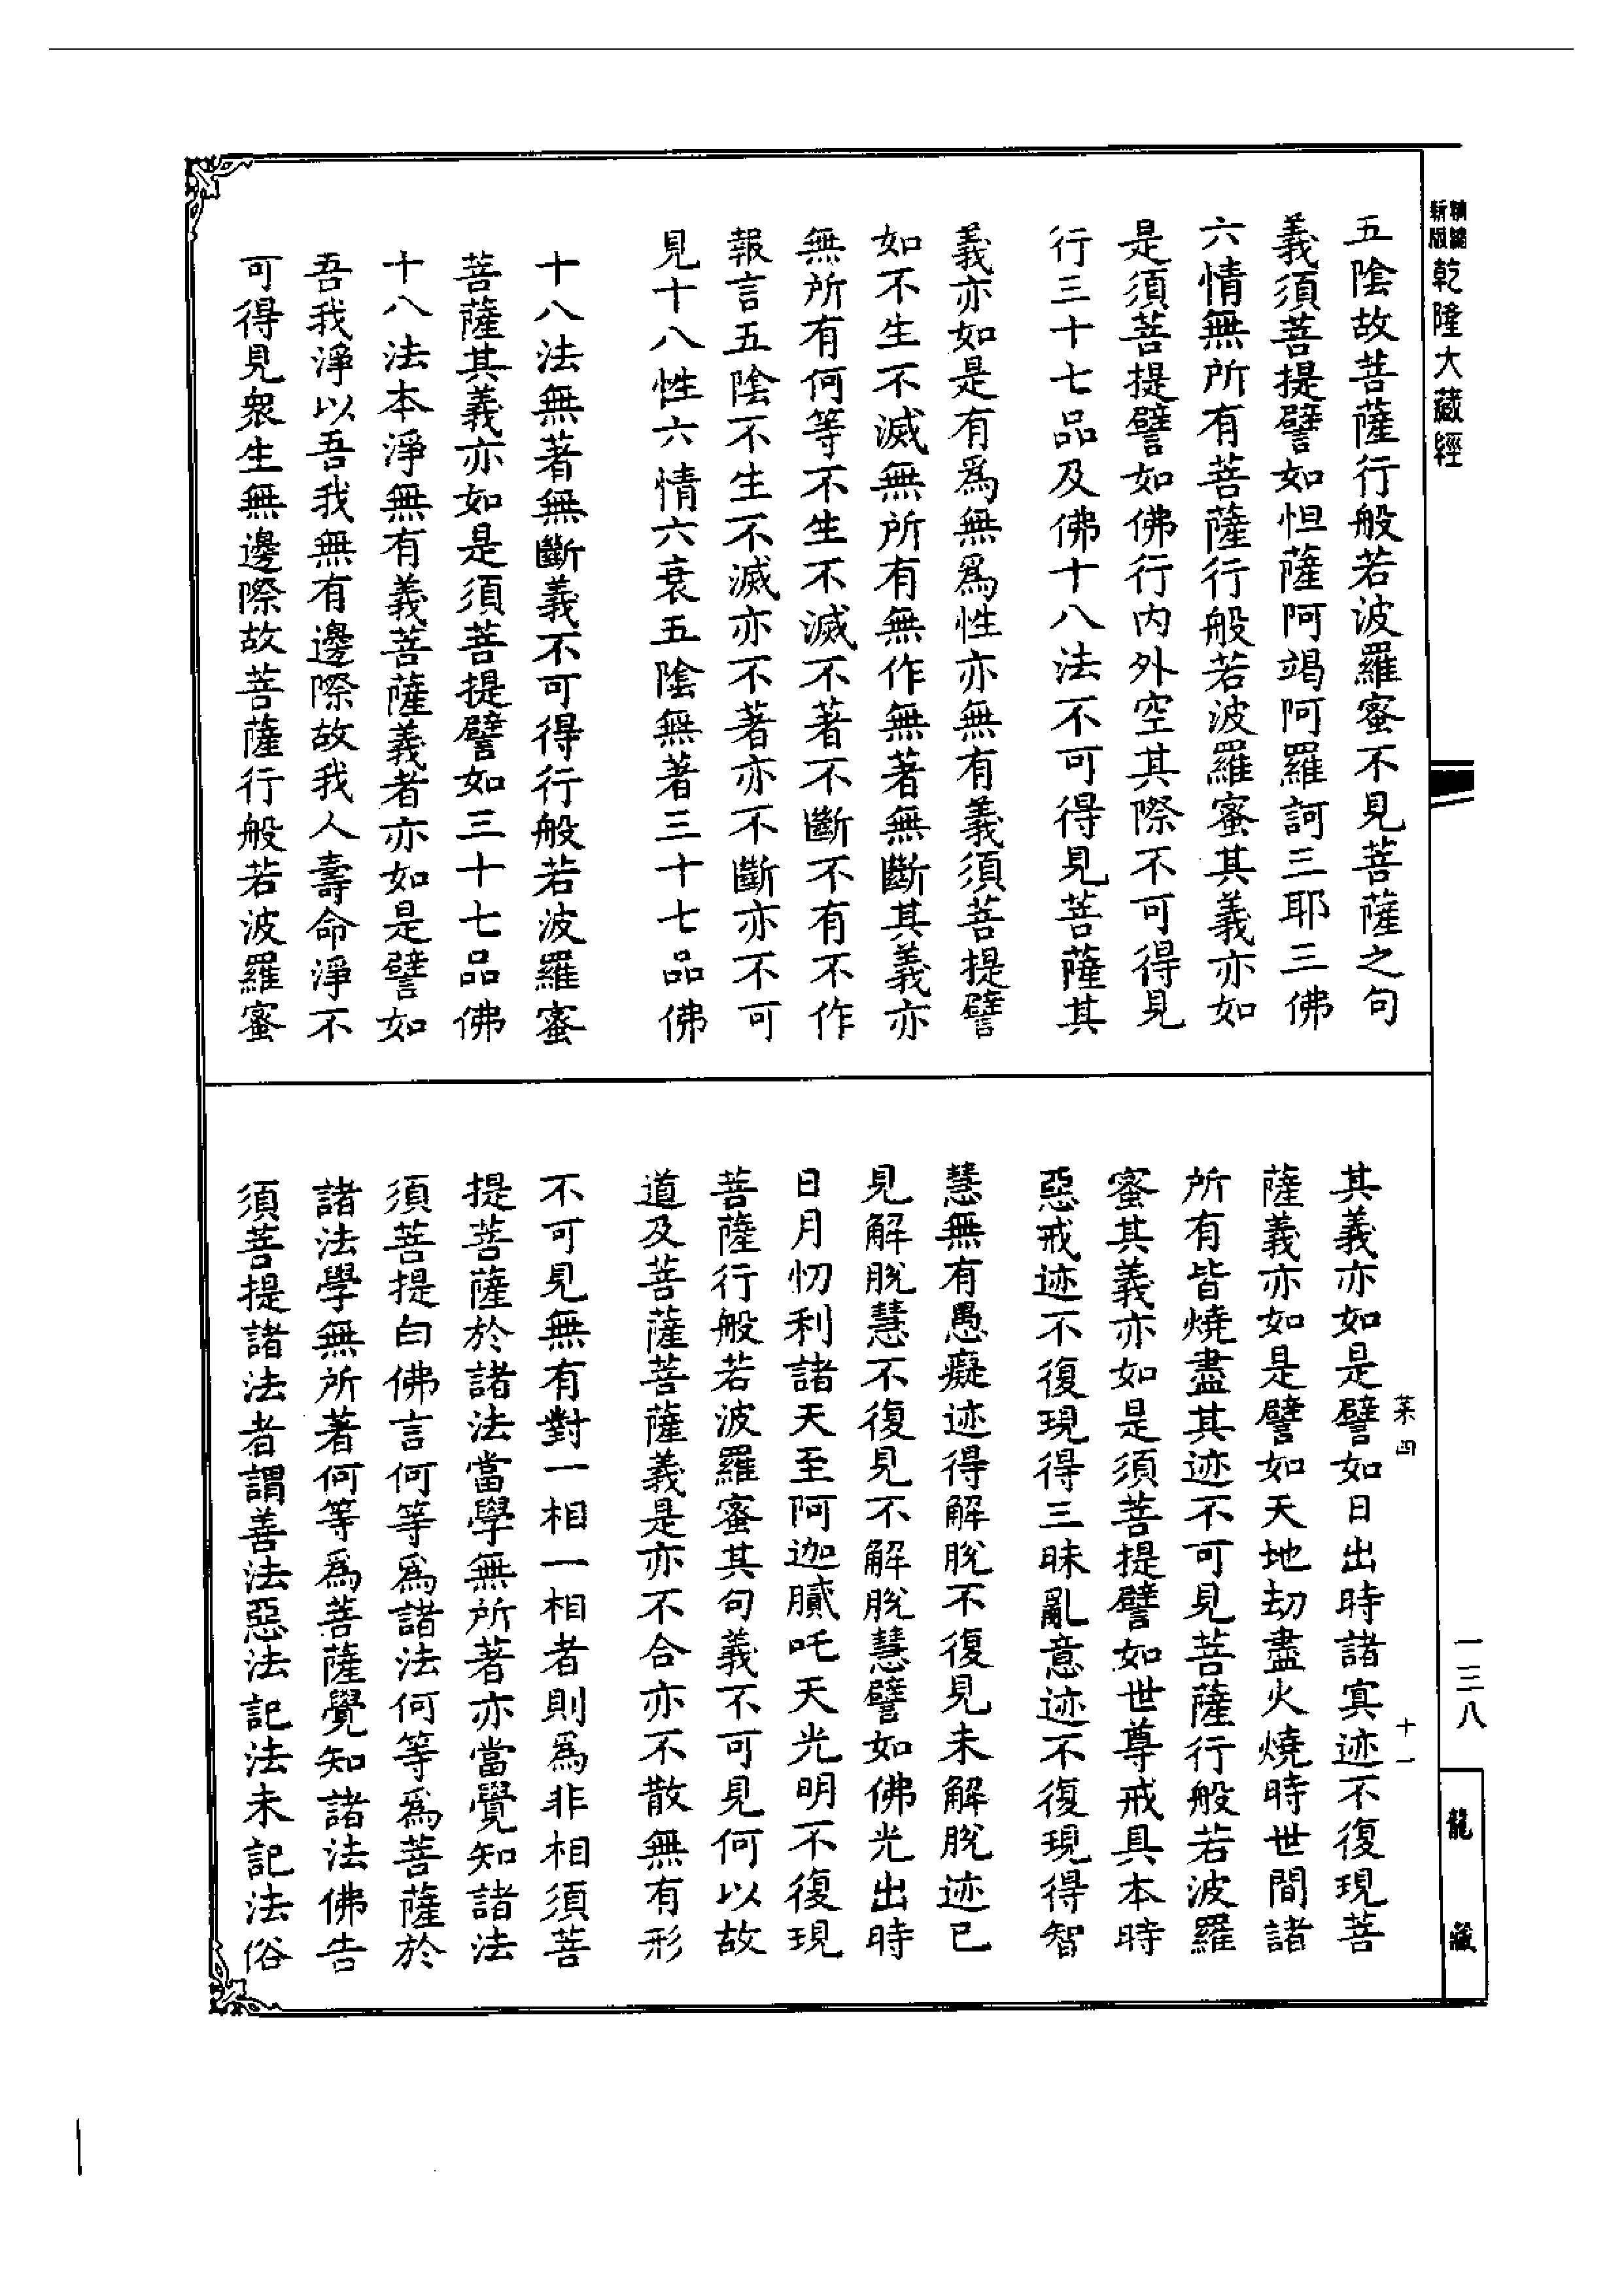 精縮
新版
乾隆大藏經
五陰故菩薩行般若波羅蜜不見菩薩之句
義須菩提譬如怛薩阿竭阿羅訶三耶三佛
六情無所有菩薩行般若波羅蜜其義亦如
是須菩提譬如佛行内外空其際不可得見
行三十七品及佛十八法不可得見菩薩其
義亦如是有爲無爲性亦無有義須菩提譬
如不生不滅無所有無作無著無斷其義亦
無所有何等不生不滅不著不斷不有不作
報言五陰不生不滅亦不著亦不斷亦不可
見十八性六情六衰五陰無著三十七品佛
十八法無著無斷義不可得行般若波羅蜜
菩薩其義亦如是須菩提譬如三十七品佛
十八法本淨無有義菩薩義者亦如是譬如
吾我淨以吾我無有邊際故我人壽命淨不
可得見衆生無邊際故菩薩行般若波羅蜜
其義亦如是譬如日出時諸寘迹不復現菩
薩義亦如是譬如天地劫盡火燒時世間諸
所有皆燒盡其迹不可見菩薩行般若波羅
蜜其義亦如是須菩提譬如世尊戒具本時
惡戒迹不復現得三昧亂意迹不復現得智
慧無有愚癡迹得解脫不復見未解脫迹已
見解脫慧不復見不解脫慧譬如佛光出時
日月忉利諸天至阿迦膩吒天光明不復現
菩薩行般若波羅蜜其句義不可見何以故
道及菩薩菩薩義是亦不合亦不散無有形
不可見無有對一相一相者則爲非相須菩
提菩薩於諸法當學無所著亦當覺知諸法
須菩提白佛言何等爲諸法何等爲菩薩於
諸法學無所著何等爲菩薩覺知諸法佛告
須菩提諸法者謂善法惡法記法未記法俗
菜四
十一
一三八
龍藏